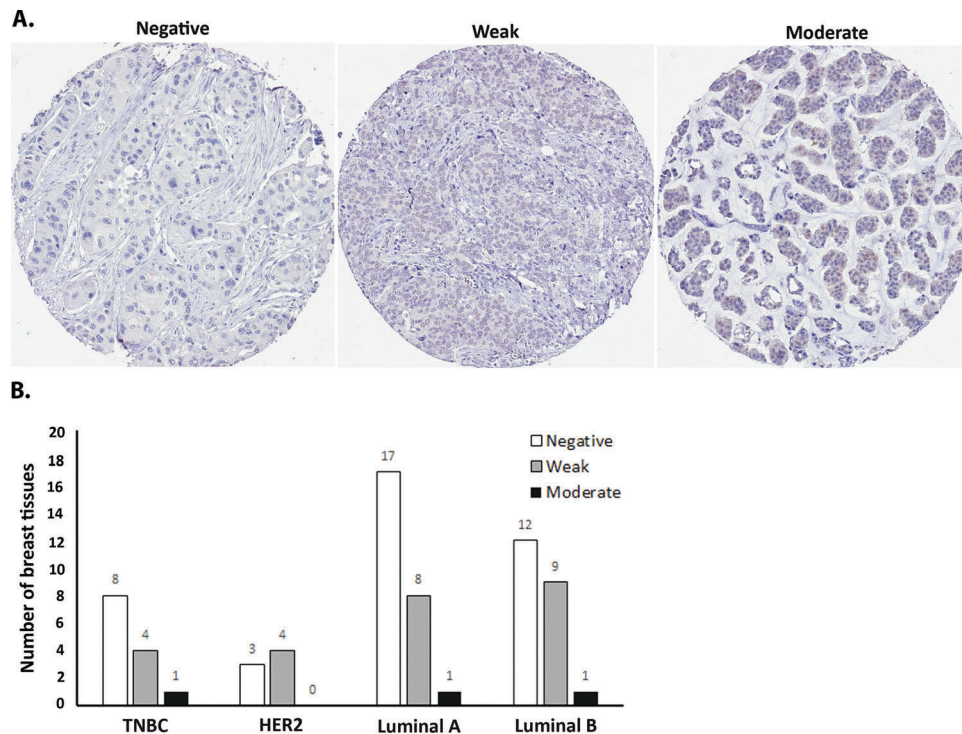 A.
Negative
Weak
Moderate
B.
Number of breast tissues
20
18
16
14
12
10
8
6
4
2
0
Negative
Weak
Moderate
8
4
1
3
4
0
17
8
1
12
9
1
TNBC
HER2
Luminal A
Luminal B